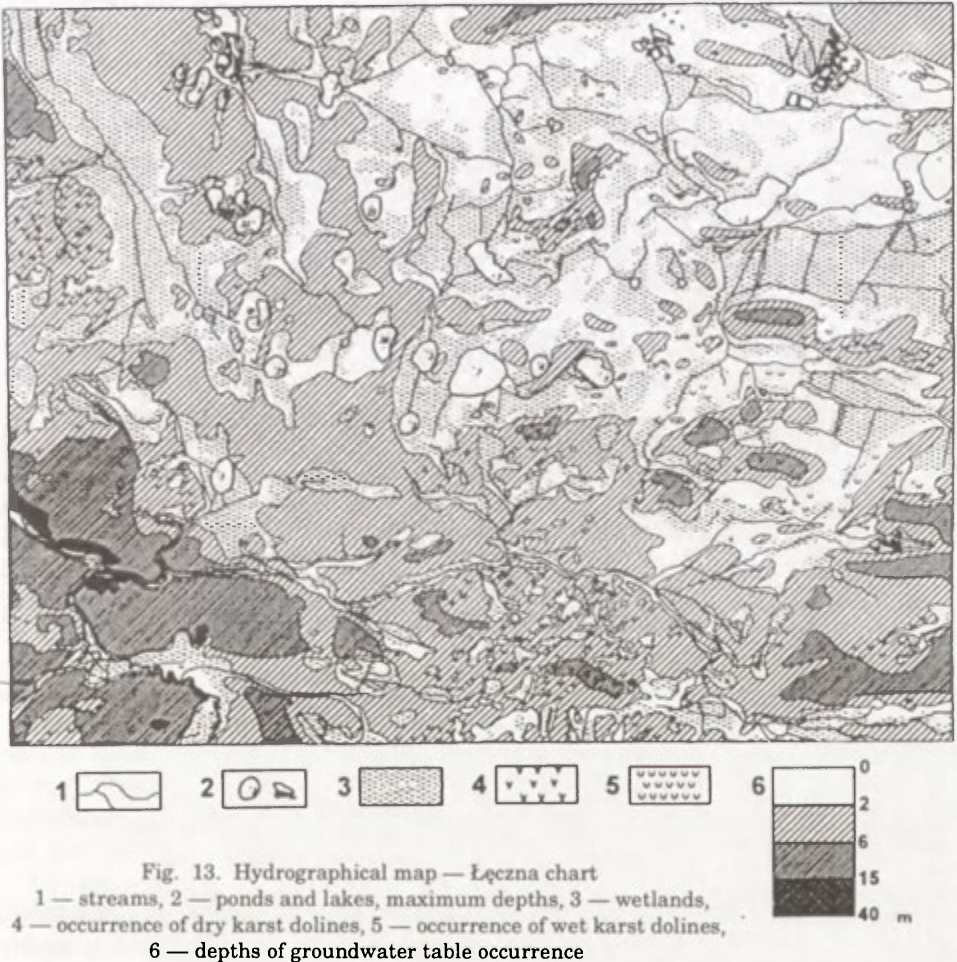 1 2 3 4 5 6
0
2
6
15
40 m
Fig. 13. Hydrographical map — Łęczna chart
1 — streams, 2 — ponds and lakes, maximum depths, 3 — wetlands,
4 — occurrence of dry karst dolines, 5 — occurrence of wet karst dolines,
6 — depths of groundwater table occurrence